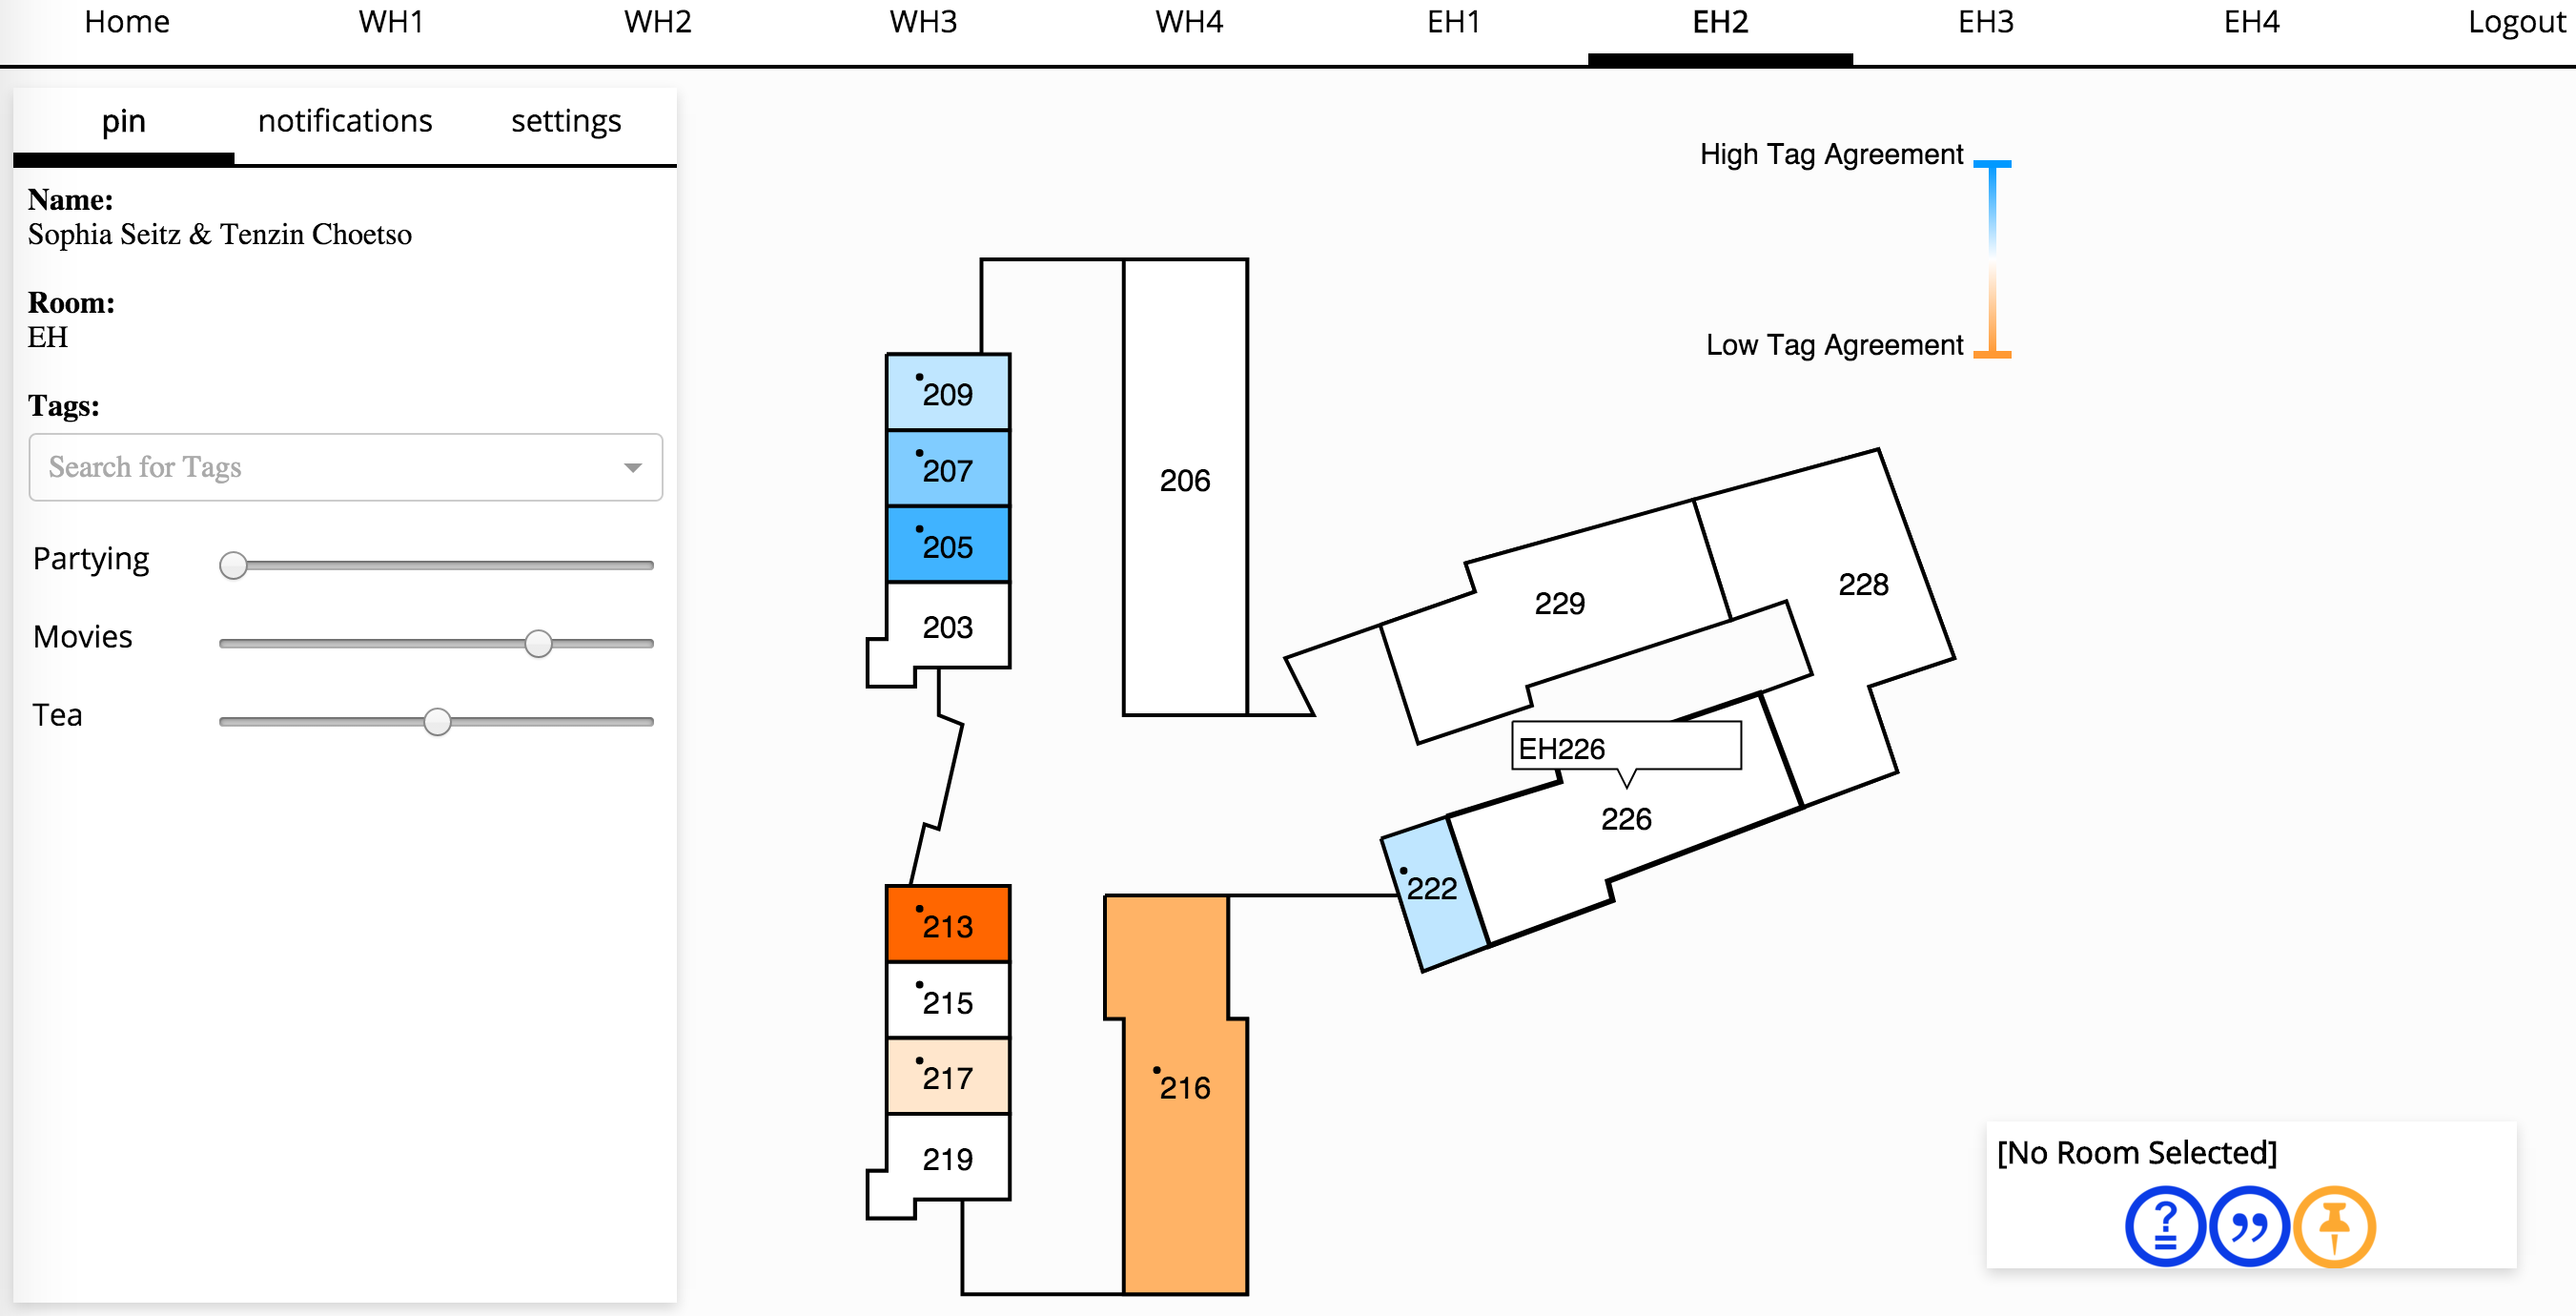 Home WH1 WH2 WH3 WH4 EH1 EH2 EH3 EH4 Logout
pin notifications settings
Name:
Sophia Seitz & Tenzin Choetso
Room:
EH
Tags:
Search for Tags
Partying
Movies
Tea
High Tag Agreement
Low Tag Agreement
209
207
205
203
206
229
228
EH226
226
222
213
215
217
219
216
[No Room Selected]
?